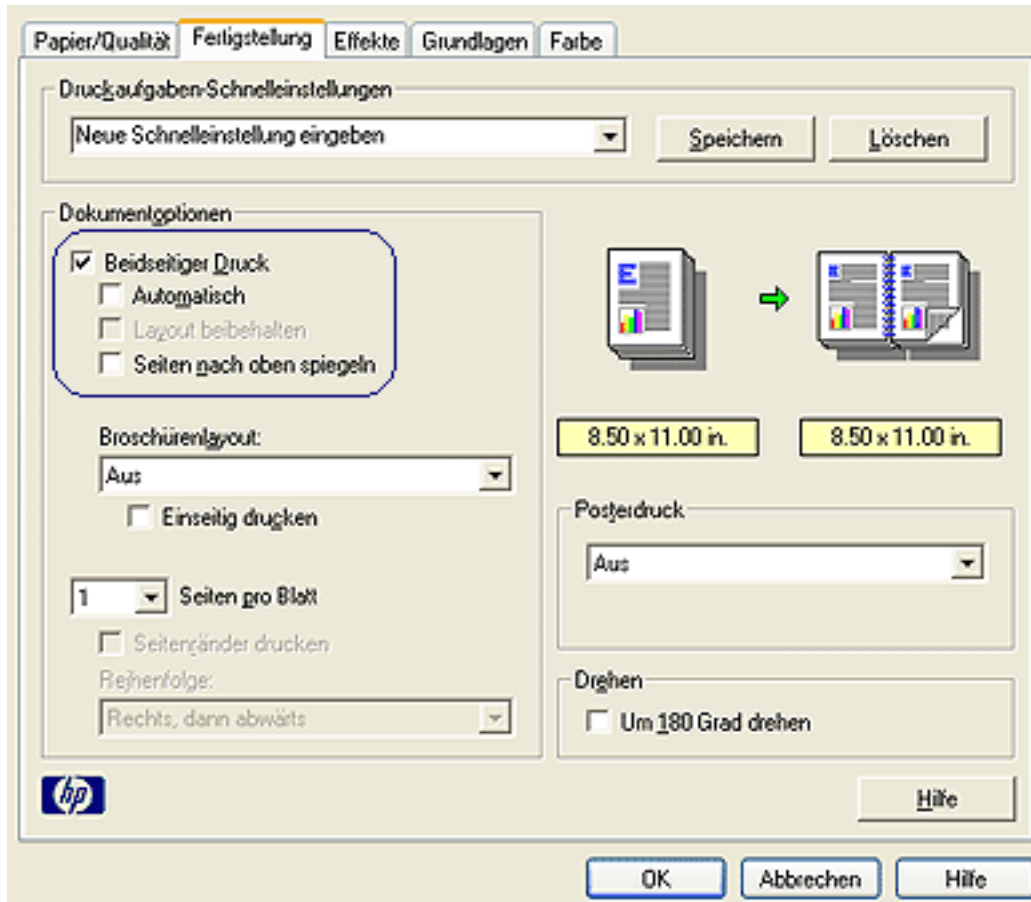 Papier/Qualität Fertigstellung Effekte Grundlagen Farbe
Druckaufgaben-Schnelleinstellungen
Neue Schnelleinstellung eingeben Speichern Löschen
Dokumentoptionen
Beidseitiger Druck
Automatisch
Layout beibehalten
Seiten nach oben spiegeln
Broschürenlayout:
Aus
Einseitig drucken
1 Seiten pro Blatt
Seitenränder drucken
Reihenfolge:
Rechts, dann abwärts
E
8.50 x 11.00 in. 8.50 x 11.00 in.
Posterdruck
Aus
Drehen
Um 180 Grad drehen
hp
Hilfe
OK Abbrechen Hilfe